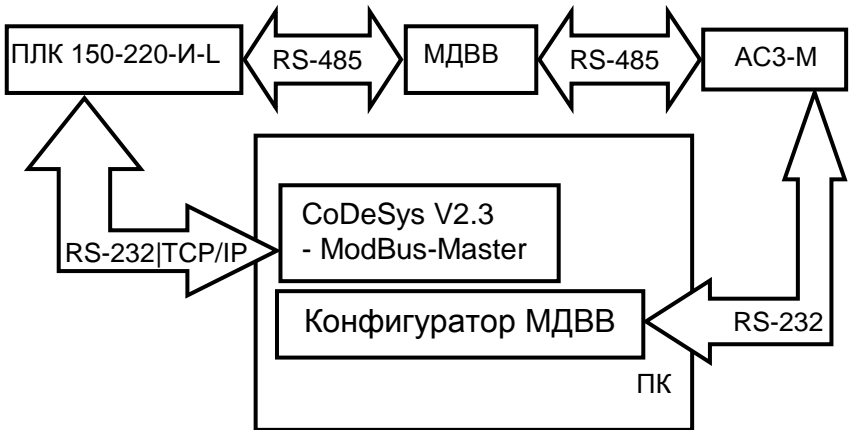 ПЛК 150-220-И-L
RS-485
МДВВ
RS-485
АС3-М
CoDeSys V2.3
- ModBus-Master
RS-232|TCP/IP
Конфигуратор МДВВ
RS-232
ПК